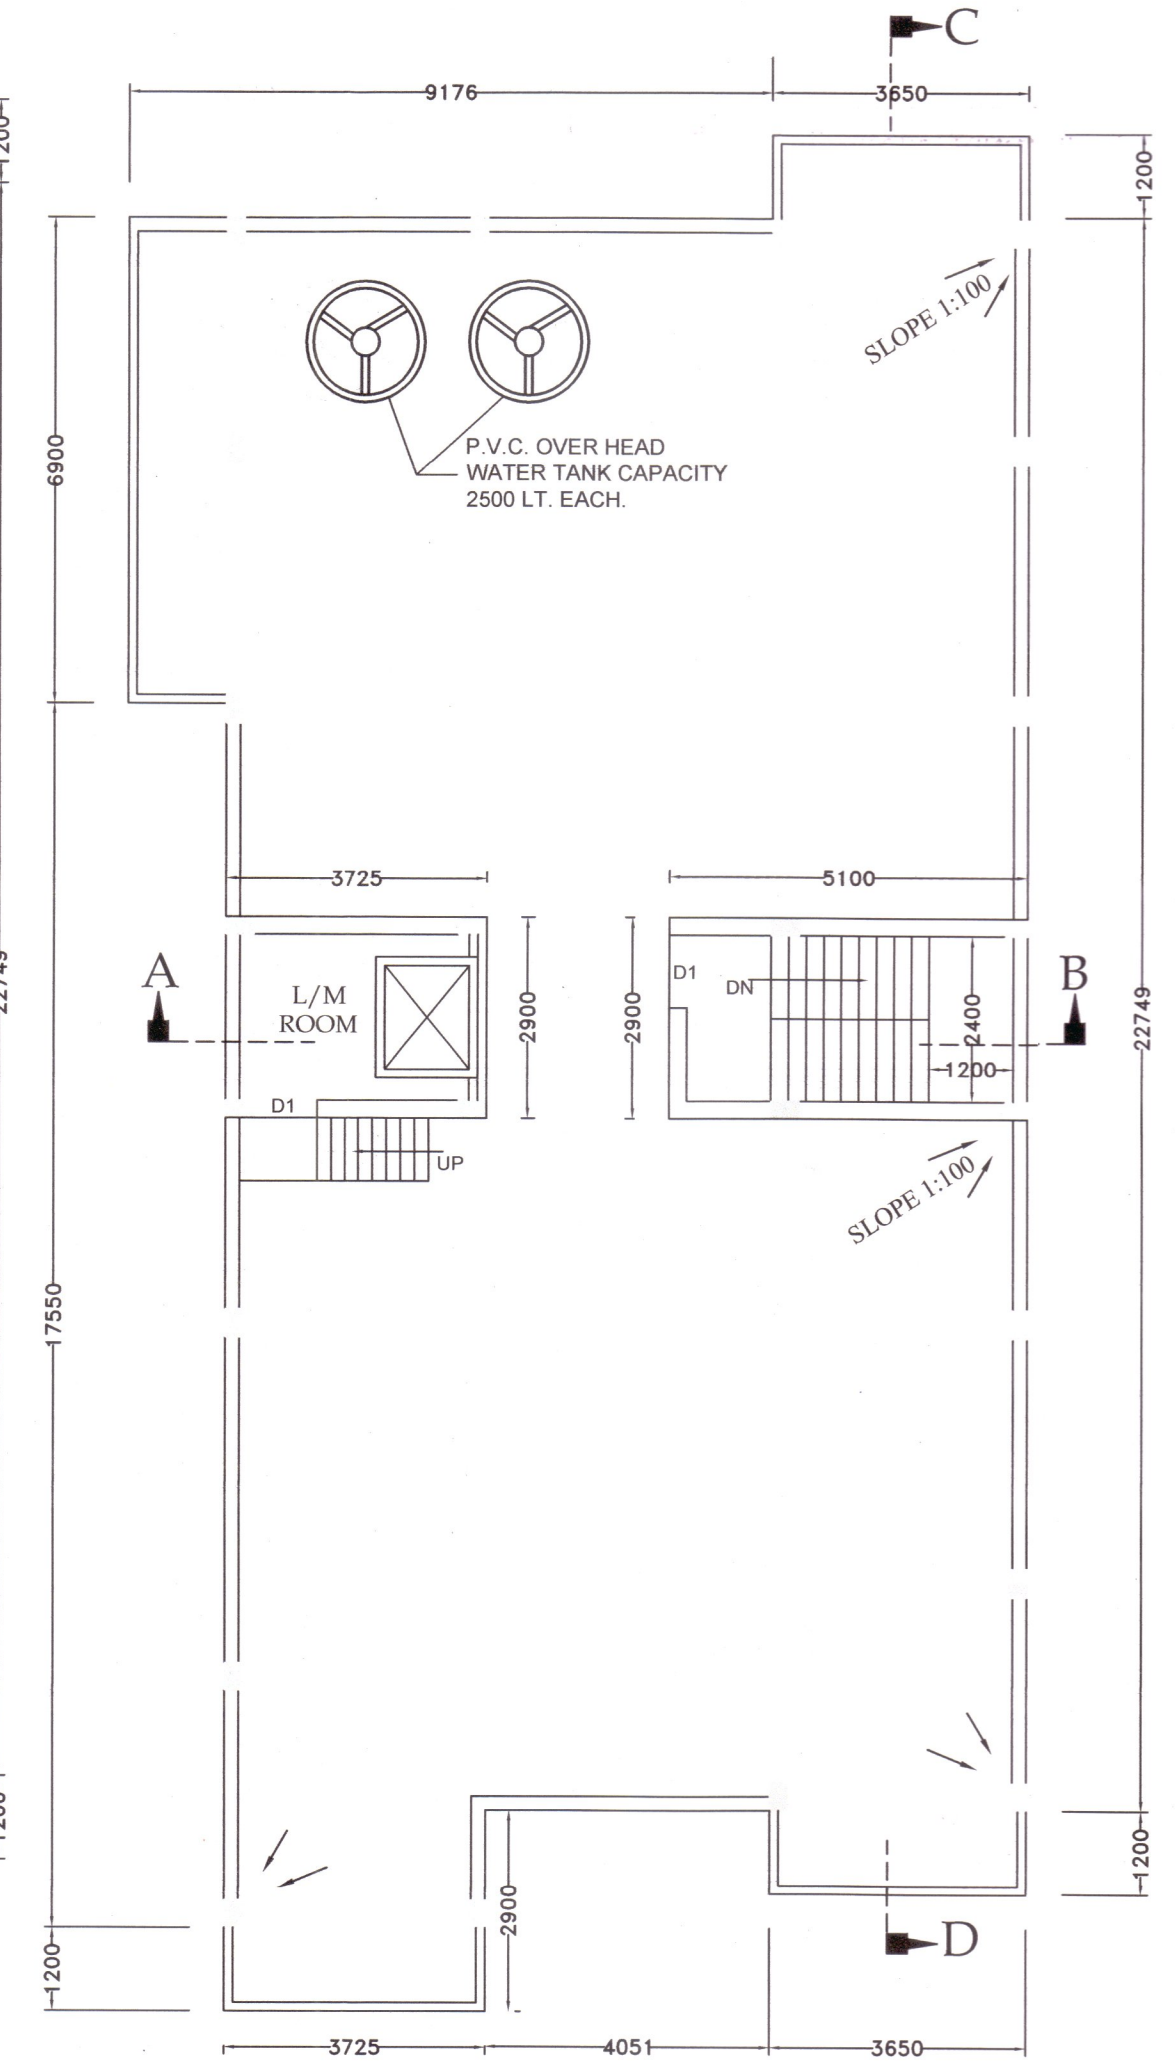 C
9176
3650
1200
1200
SLOPE 1:100
6900
P.V.C. OVER HEAD
WATER TANK CAPACITY
2500 LT. EACH.
3725
5100
A
L/M
ROOM
2900
2900
D1
DN
2400
1200
B
22749
22749
D1
UP
SLOPE 1:100
17550
1200
2900
1200
D
3725
4051
3650